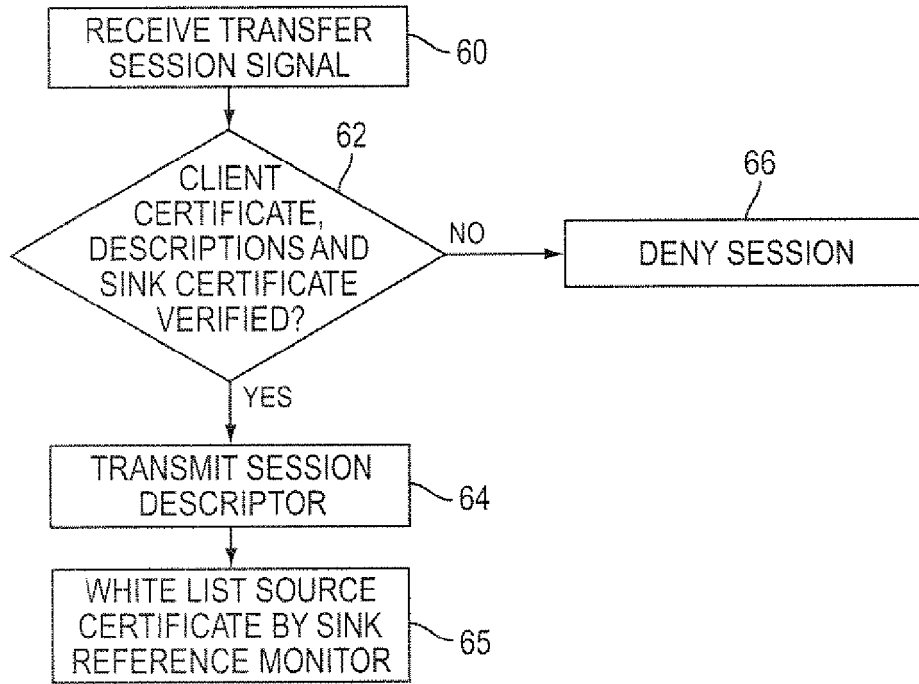 RECEIVE TRANSFER
SESSION SIGNAL
60
62
CLIENT
CERTIFICATE,
DESCRIPTIONS AND
SINK CERTIFICATE
VERIFIED?
NO
66
DENY SESSION
YES
TRANSMIT SESSION
DESCRIPTOR
64
WHITE LIST SOURCE
CERTIFICATE BY SINK
REFERENCE MONITOR
65